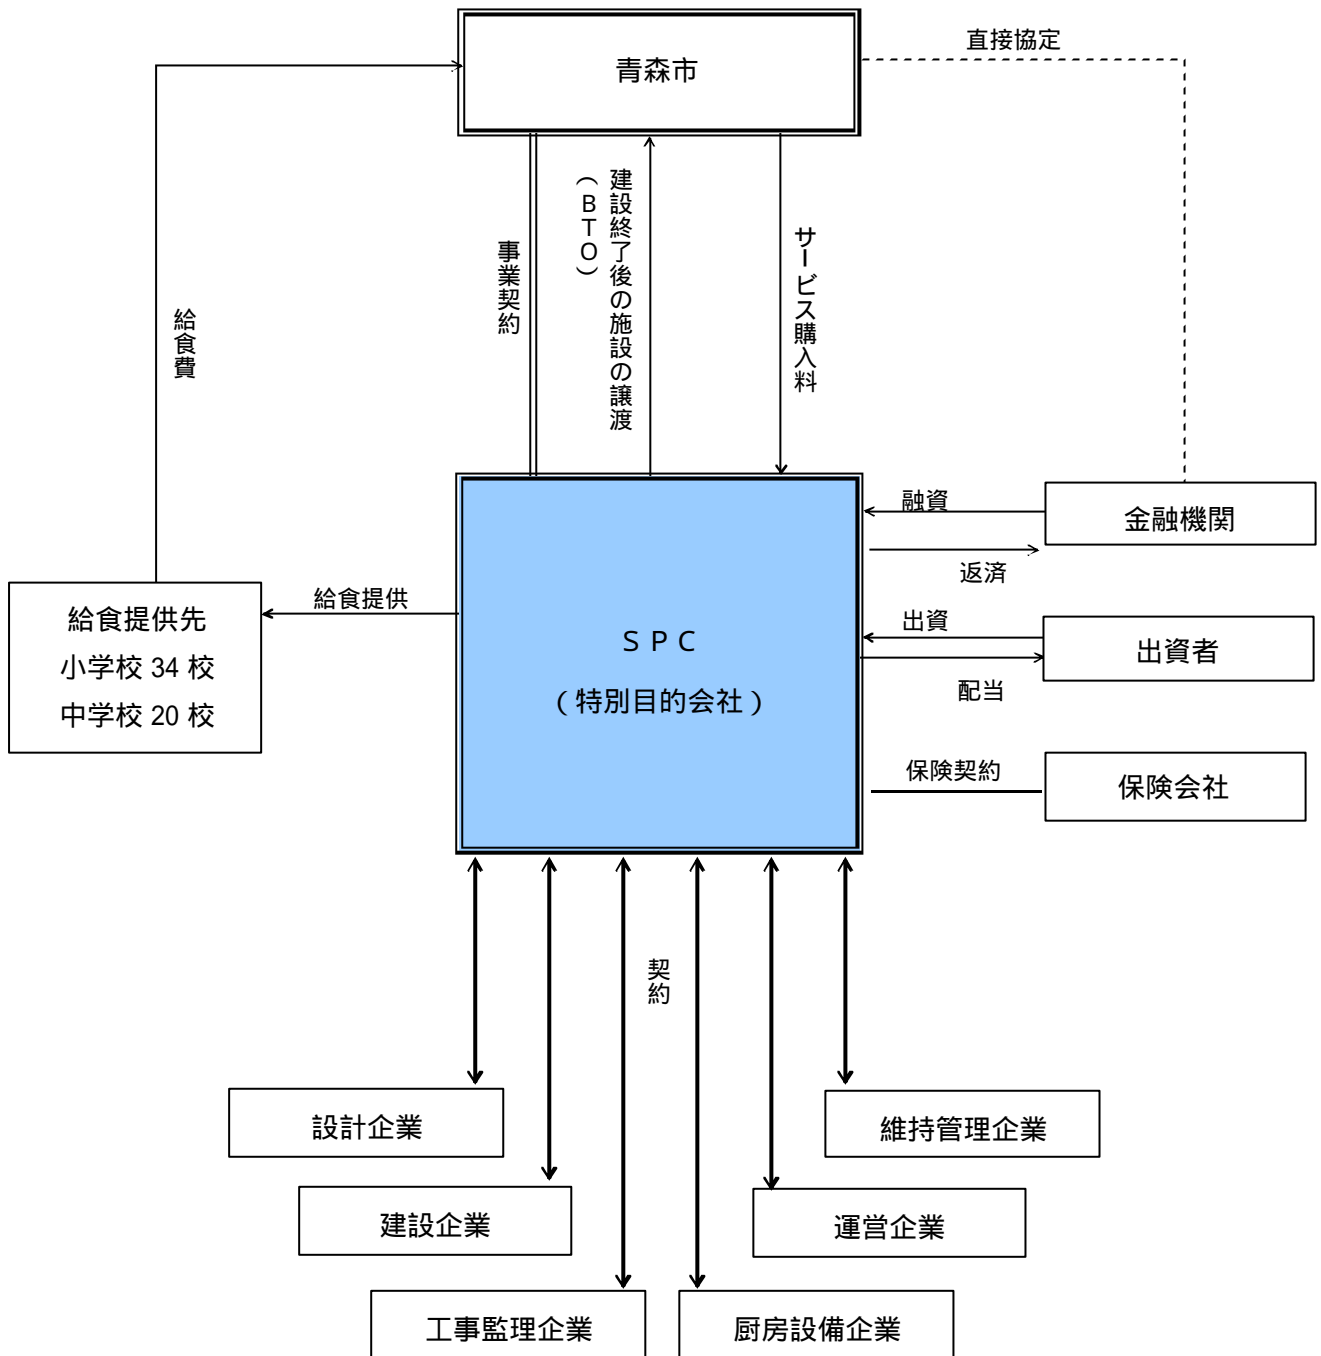 直接協定
青森市
事業契約
建設終了後の施設の譲渡
（ＢＴＯ）
サービス購入料
給食費
融資
金融機関
返済
給食提供
給食提供先
小学校 34 校
中学校 20 校
ＳＰＣ
（特別目的会社）
出資
出資者
配当
保険契約
保険会社
契約
設計企業
維持管理企業
建設企業
運営企業
工事監理企業
厨房設備企業